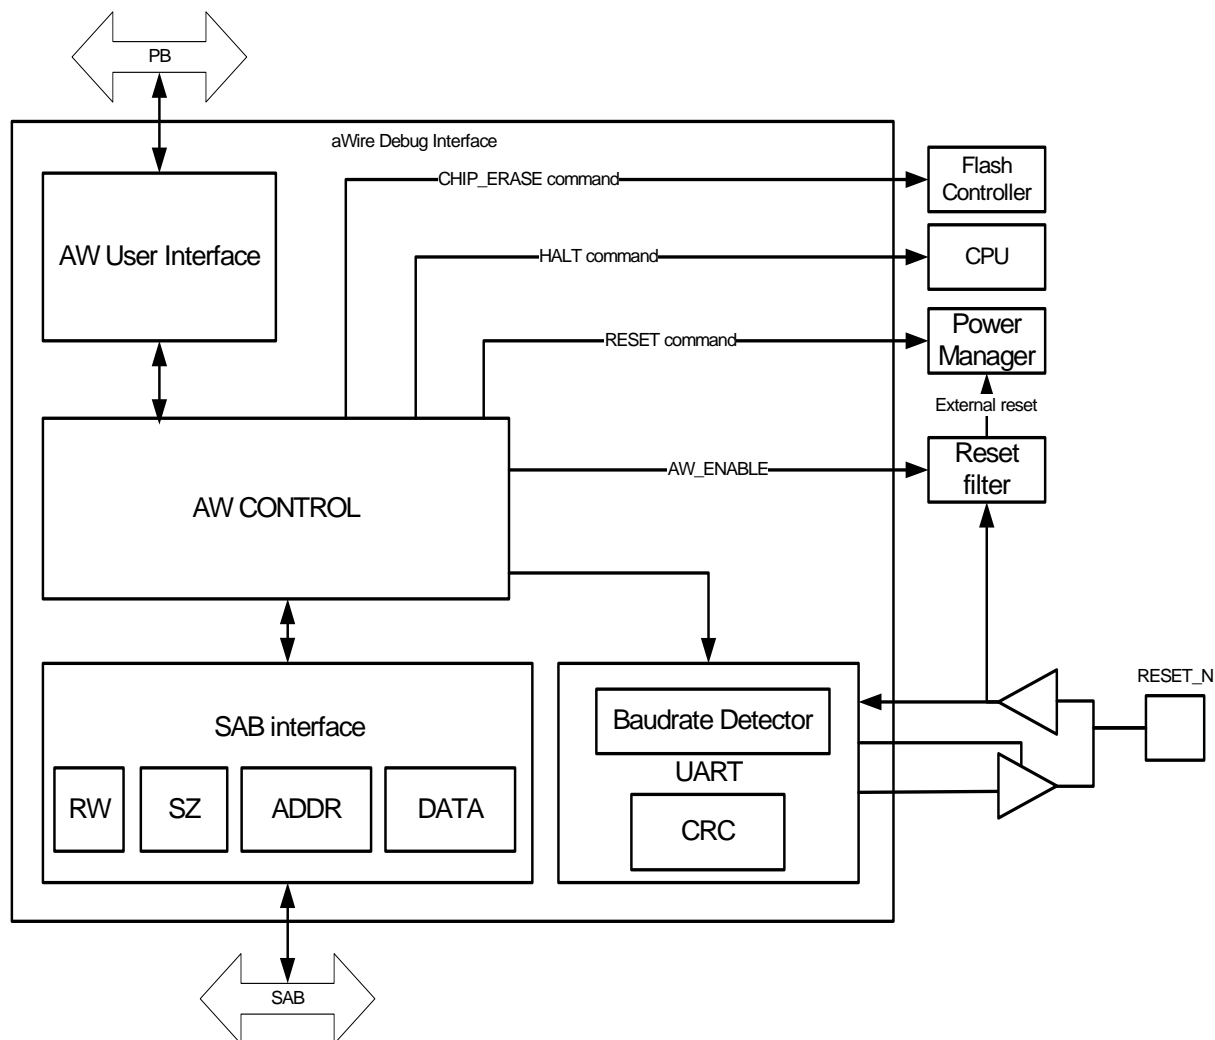 PB
aWire Debug Interface
CHIP_ERASE command
Flash
Controller
AW User Interface
HALT command
CPU
RESET command
Power
Manager
External reset
AW_ENABLE
Reset
filter
AW CONTROL
RESET_N
SAB interface
RW
SZ
ADDR
DATA
Baudrate Detector
UART
CRC
SAB